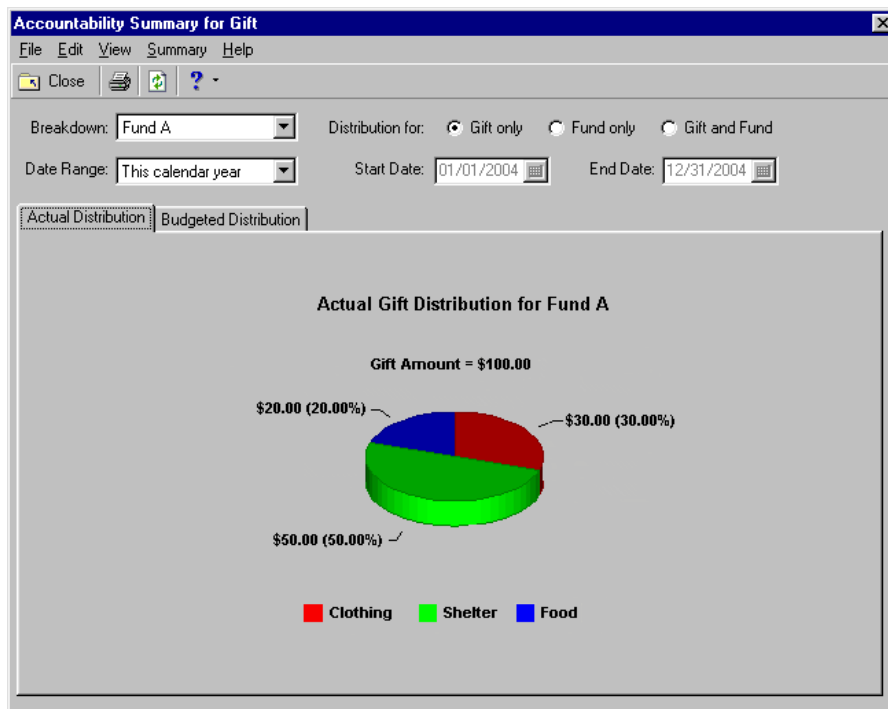 Accountability Summary for Gift
File Edit View Summary Help
Close ?
Breakdown: Fund A Distribution for: Gift only Fund only Gift and Fund
Date Range: This calendar year Start Date: 01/01/2004 End Date: 12/31/2004
Actual Distribution Budgeted Distribution
Actual Gift Distribution for Fund A
Gift Amount = $100.00
$20.00 (20.00%) $30.00 (30.00%)
$50.00 (50.00%)
Clothing Shelter Food